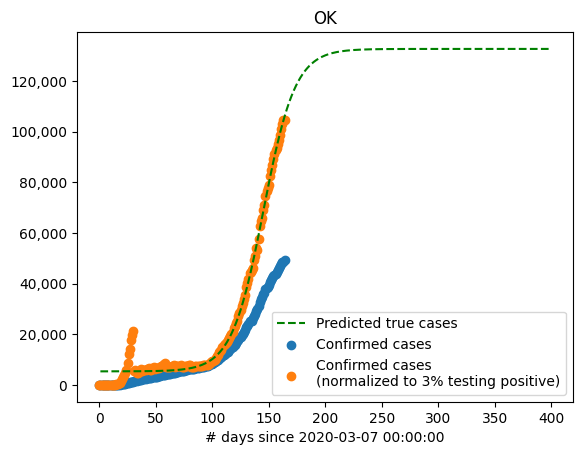 OK
120,000
100,000
80,000
60,000
40,000
20,000
0
Predicted true cases
Confirmed cases
Confirmed cases
(normalized to 3% testing positive)
0 50 100 150 200 250 300 350 400
# days since 2020-03-07 00:00:00